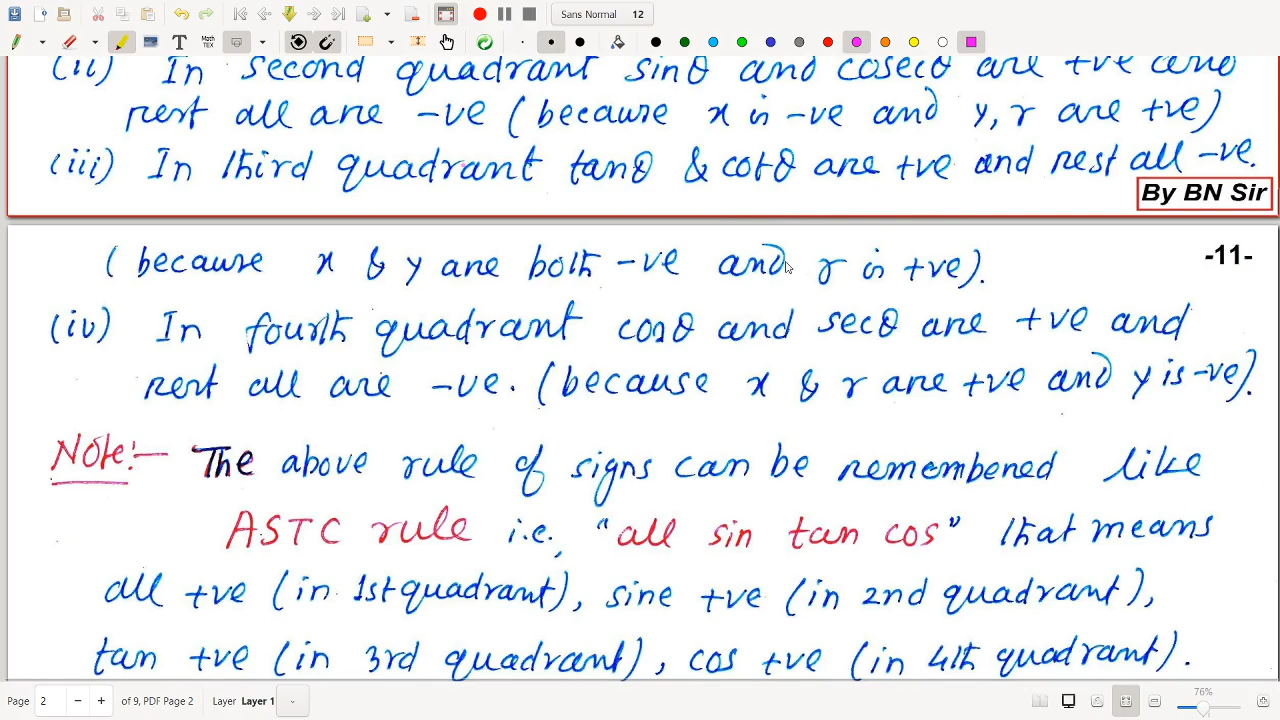 Sans Normal 12
T MATH TEX
(ii) In second quadrant sinθ and cosecθ are +ve and
rest all are -ve (because x is -ve and y, r are +ve)
(iii) In third quadrant tanθ & cotθ are +ve and rest all -ve.
By BN Sir
(because x & y are both -ve and r is +ve).
-11-
(iv) In fourth quadrant cosθ and secθ are +ve and
rest all are -ve. (because x & r are +ve and y is -ve).
Note:- The above rule of signs can be remembered like
ASTC rule i.e., "all sin tan cos" that means
all +ve (in 1st quadrant), sine +ve (in 2nd quadrant),
tan +ve (in 3rd quadrant), cos +ve (in 4th quadrant).
Page 2 of 9, PDF Page 2 Layer Layer 1 76%